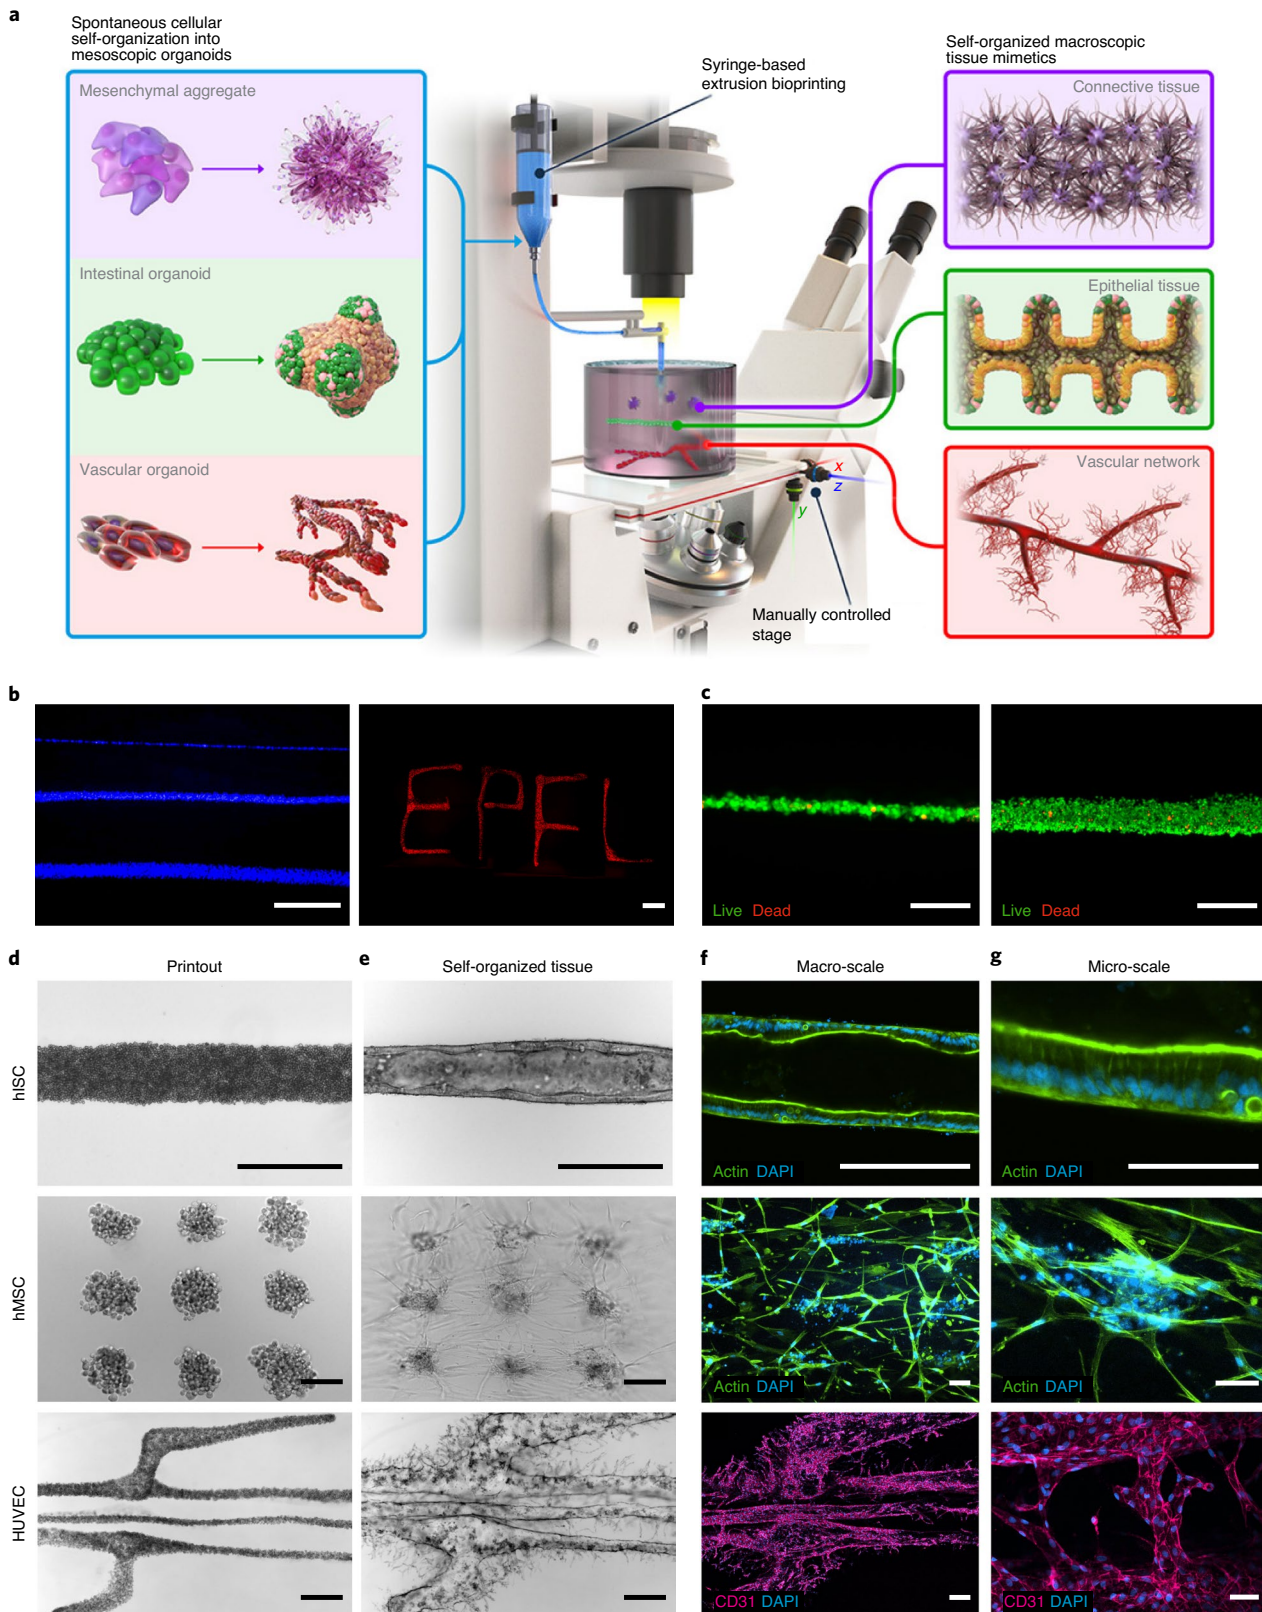 a
Spontaneous cellular
self-organization into
mesoscopic organoids
Mesenchymal aggregate
Intestinal organoid
Vascular organoid
Syringe-based
extrusion bioprinting
x
z
y
Manually controlled
stage
Self-organized macroscopic
tissue mimetics
Connective tissue
Epithelial tissue
Vascular network
b
EPFL
c
Live Dead
Live Dead
d
Printout
e
Self-organized tissue
f
Macro-scale
g
Micro-scale
hISC
Actin DAPI
Actin DAPI
hMSC
Actin DAPI
Actin DAPI
HUVEC
CD31 DAPI
CD31 DAPI